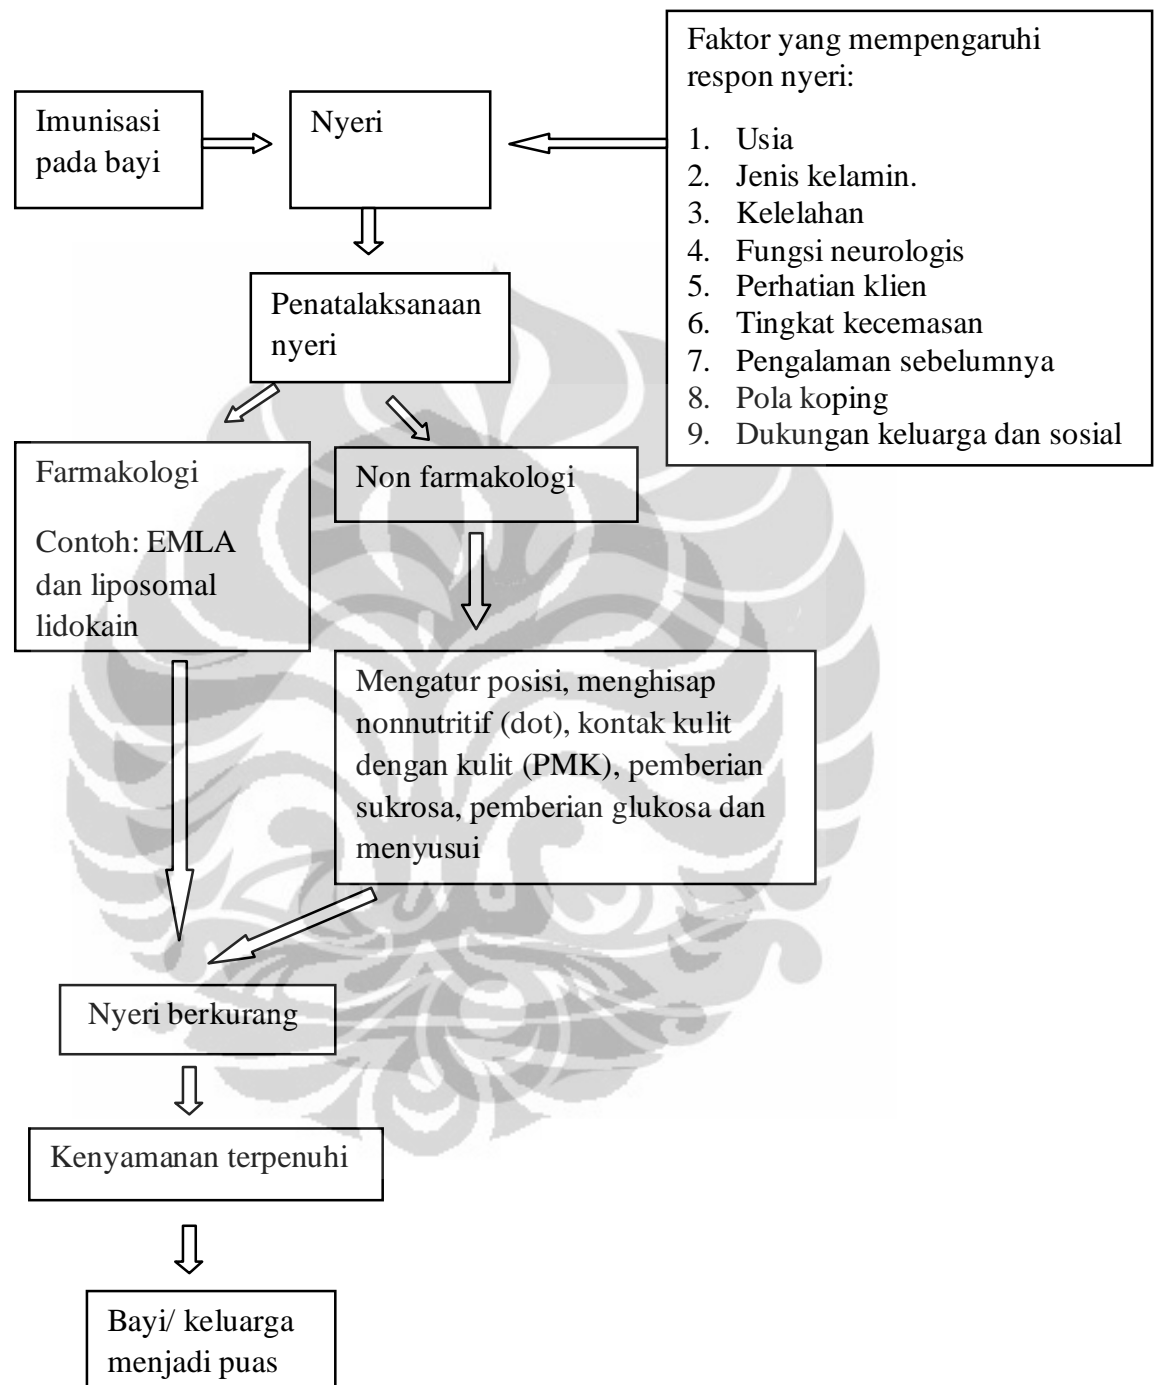 Faktor yang mempengaruhi
respon nyeri:
1. Usia
2. Jenis kelamin.
3. Kelelahan
4. Fungsi neurologis
5. Perhatian klien
6. Tingkat kecemasan
7. Pengalaman sebelumnya
8. Pola koping
9. Dukungan keluarga dan sosial
Imunisasi
pada bayi
Nyeri
Penatalaksanaan
nyeri
Farmakologi
Contoh: EMLA
dan liposomal
lidokain
Non farmakologi
Mengatur posisi, menghisap
nonnutritif (dot), kontak kulit
dengan kulit (PMK), pemberian
sukrosa, pemberian glukosa dan
menyusui
Nyeri berkurang
Kenyamanan terpenuhi
Bayi/ keluarga
menjadi puas